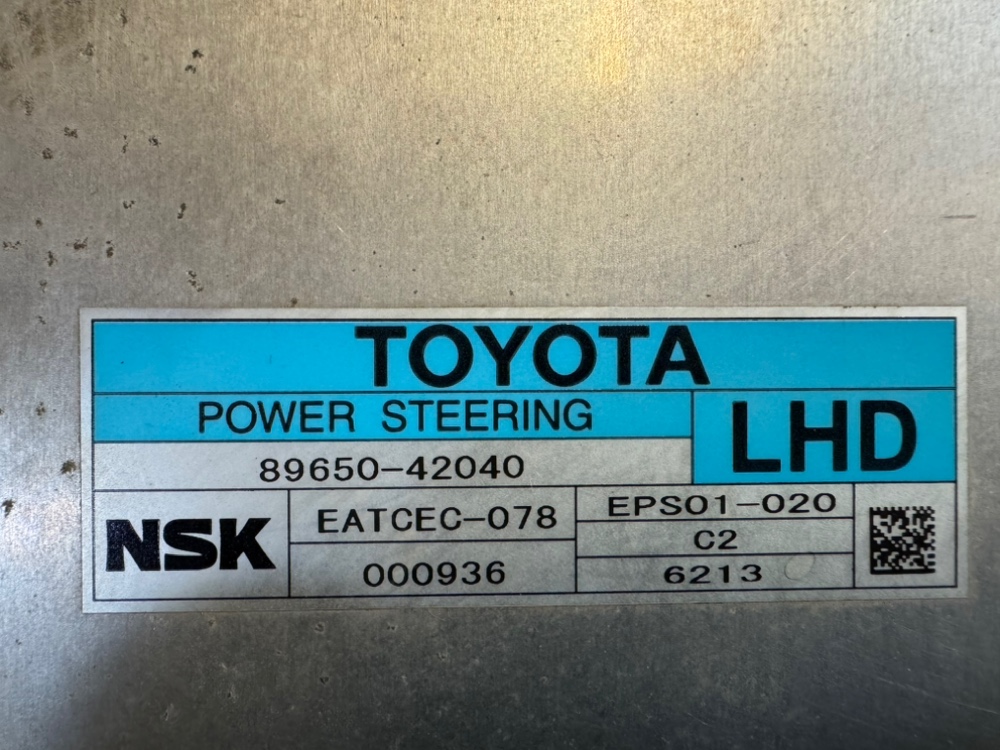 TOYOTA
POWER STEERING
LHD
89650-42040
NSK
EATCEC-078
000936
EPS01-020
C2
6213